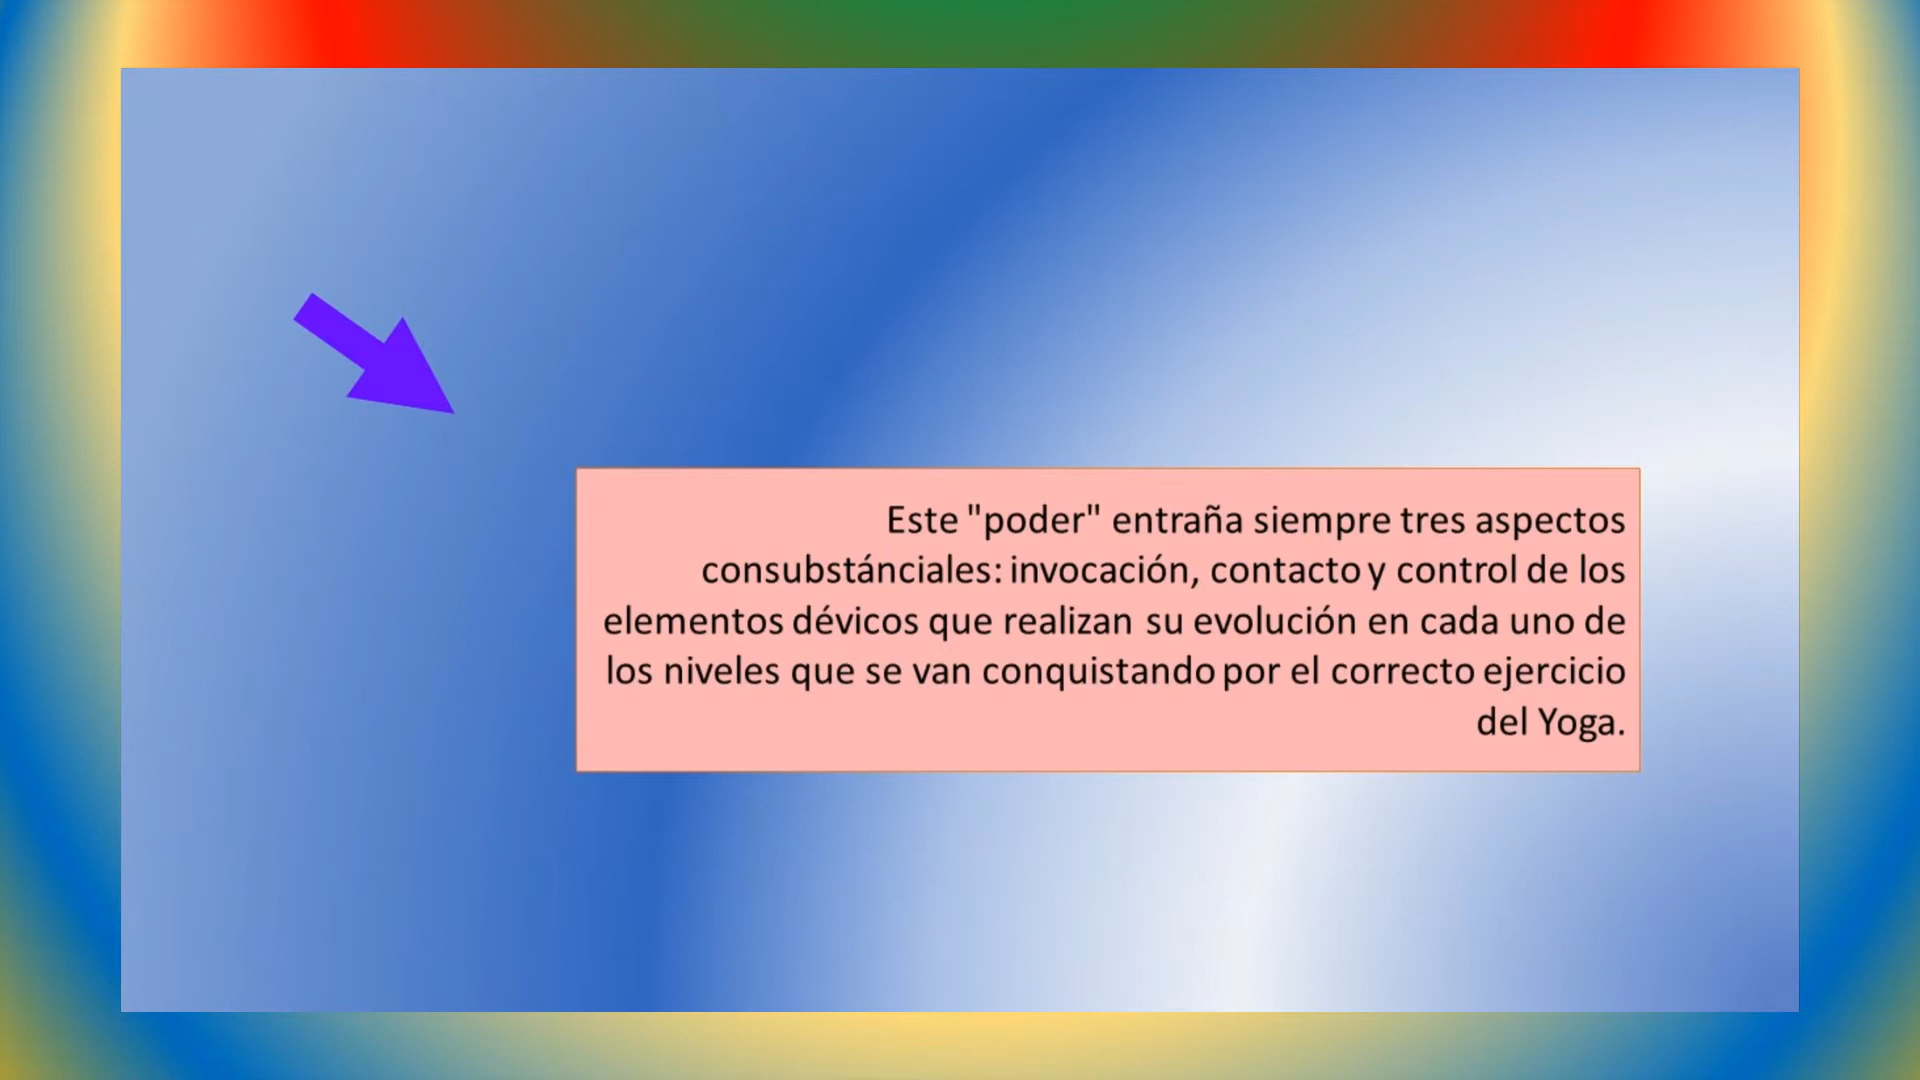 Este "poder" entraña siempre tres aspectos
consubstánciales: invocación, contacto y control de los
elementos dévicos que realizan su evolución en cada uno de
los niveles que se van conquistando por el correcto ejercicio
del Yoga.